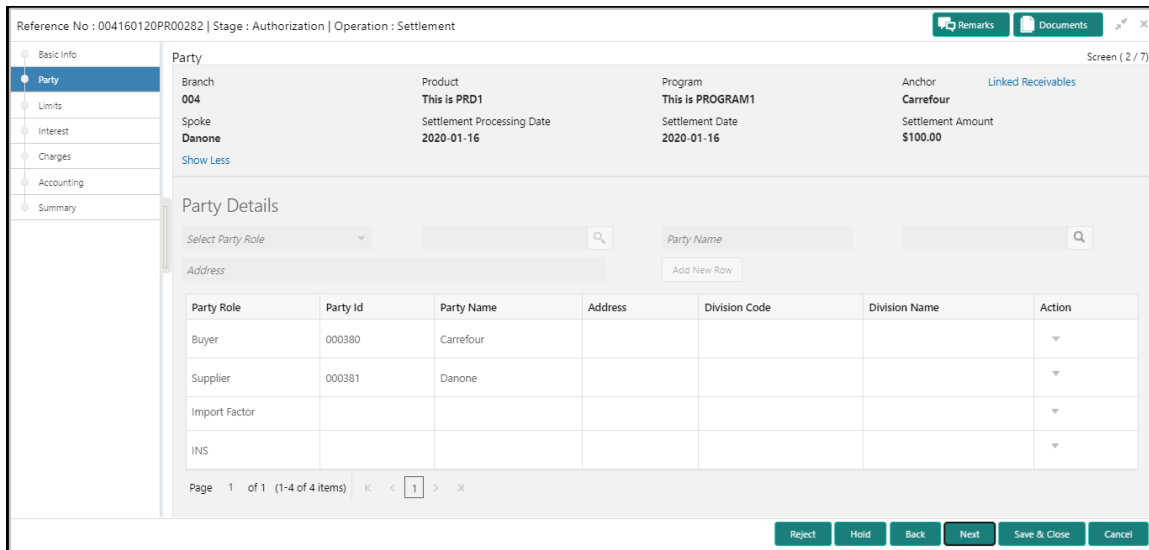 Reference No : 004160120PR00282 | Stage : Authorization | Operation : Settlement
Remarks
Documents
Basic Info
Party
Limits
Interest
Charges
Accounting
Summary
Party
Screen ( 2 / 7)
Branch Product Program Anchor Linked Receivables
004 This is PRD1 This is PROGRAM1 Carrefour
Spoke Settlement Processing Date Settlement Date Settlement Amount
Danone 2020-01-16 2020-01-16 $100.00
Show Less
Party Details
Select Party Role Party Name
Address Add New Row
Party Role Party Id Party Name Address Division Code Division Name Action
Buyer 000380 Carrefour
Supplier 000381 Danone
Import Factor
INS
Page 1 of 1 (1-4 of 4 items) K < 1 > X
Reject Hold Back Next Save & Close Cancel